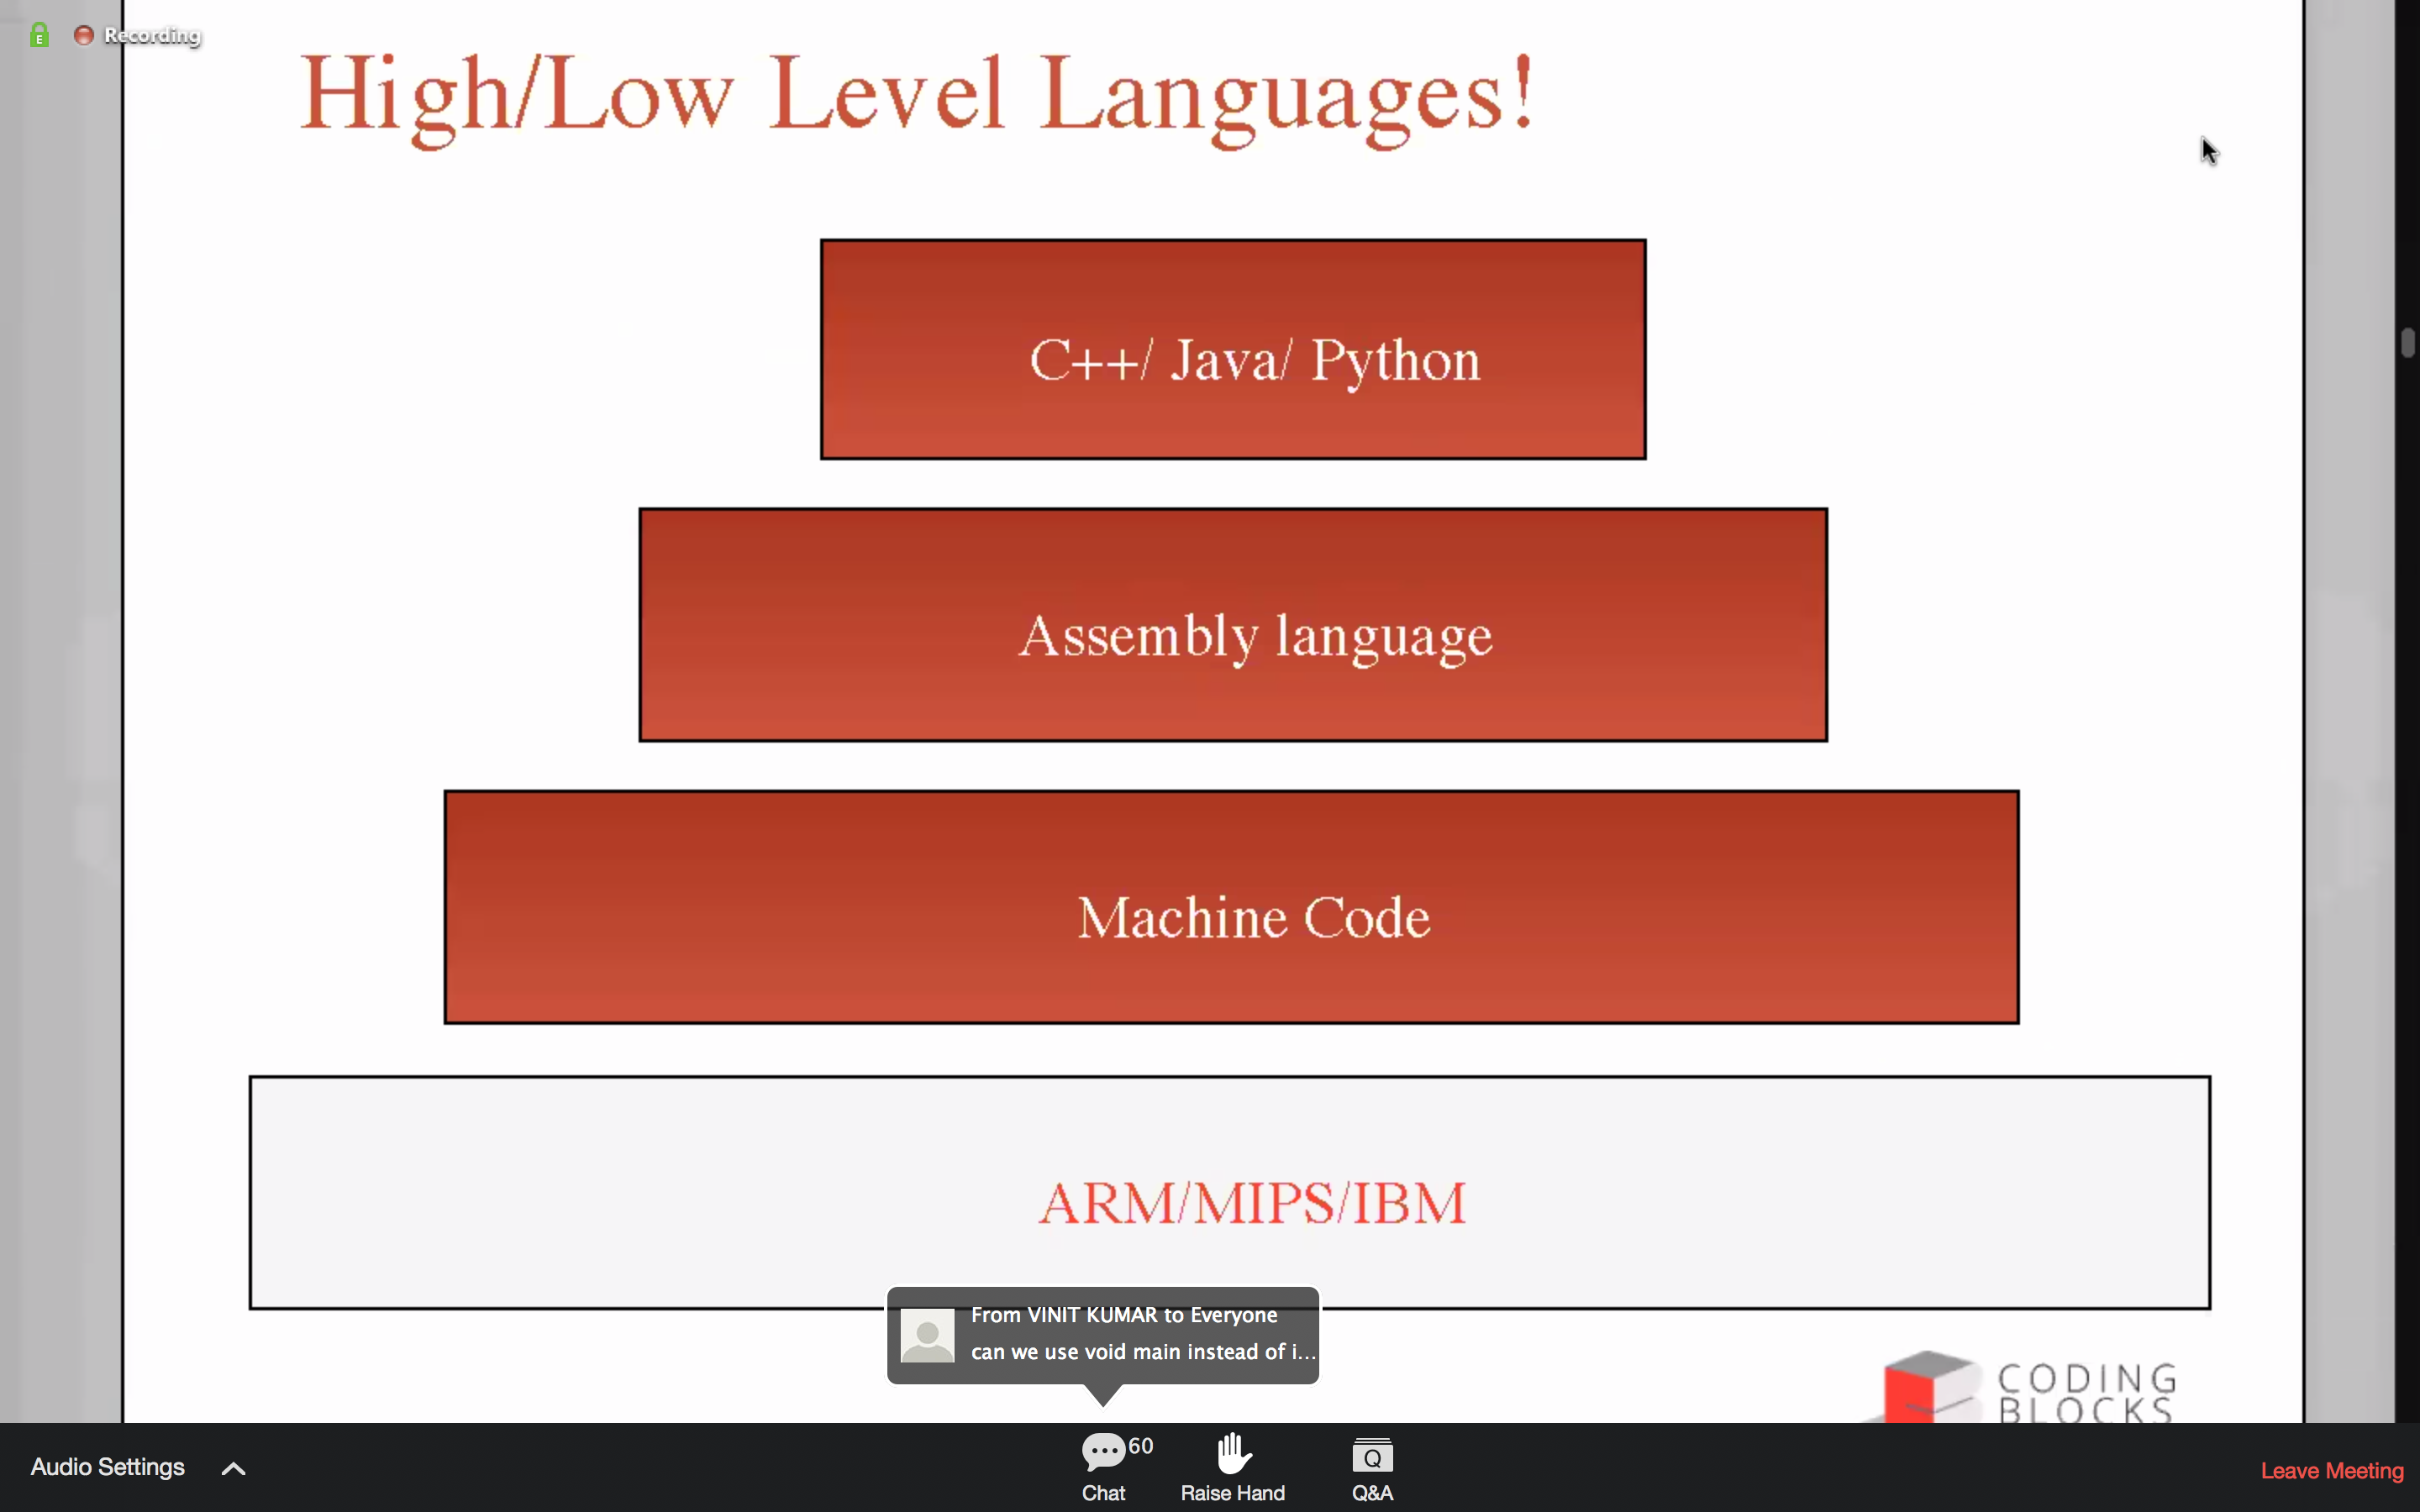 E
Recording
High/Low Level Languages!
C++/ Java/ Python
Assembly language
Machine Code
ARM/MIPS/IBM
From VINIT KUMAR to Everyone
can we use void main instead of i...
CODING
BLOCKS
Audio Settings
60
Chat
Raise Hand
Q
Q&A
Leave Meeting